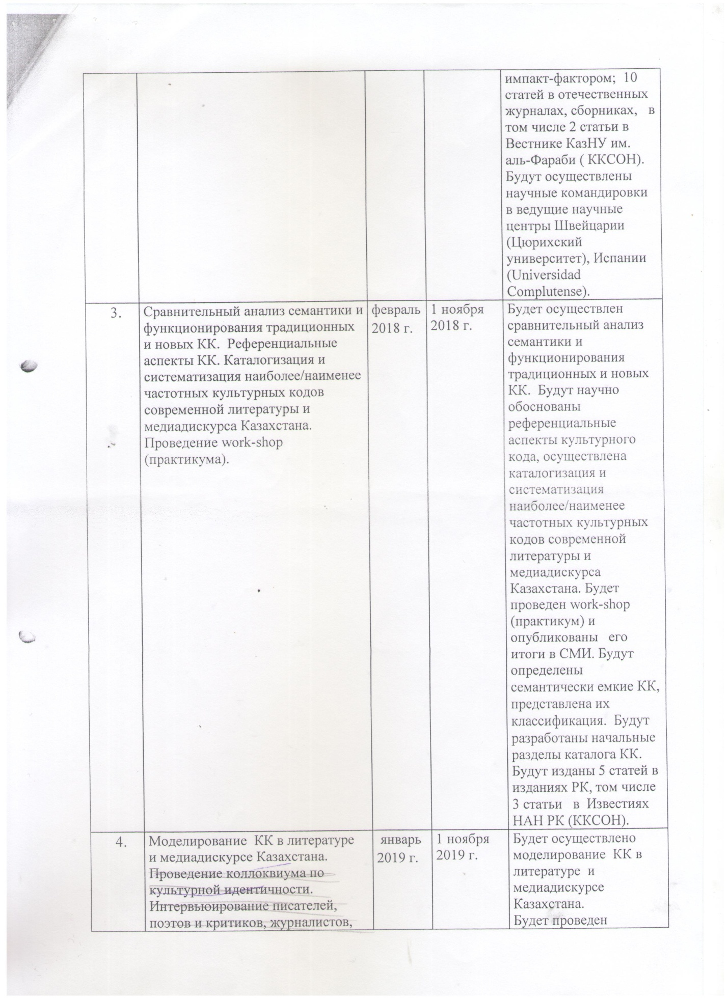 импакт-фактором;  10
статей в отечественных
журналах, сборниках,   в
том числе 2 статьи в
Вестнике КазНУ им.
аль-Фараби ( ККСОН).
Будут осуществлены
научные командировки
в ведущие научные
центры Швейцарии
(Цюрихский
университет), Испании
(Universidad
Complutense).
3.
Сравнительный анализ семантики и
функционирования традиционных
и новых КК.  Референциальные
аспекты КК. Каталогизация и
систематизация наиболее/наименее
частотных культурных кодов
современной литературы и
медиадискурса Казахстана.
Проведение work-shop
(практикума).
февраль
2018 г.
1 ноября
2018 г.
Будет осуществлен
сравнительный анализ
семантики и
функционирования
традиционных и новых
КК.  Будут научно
обоснованы
референциальные
аспекты культурного
кода, осуществлена
каталогизация и
систематизация
наиболее/наименее
частотных культурных
кодов современной
литературы и
медиадискурса
Казахстана. Будет
проведен work-shop
(практикум) и
опубликованы   его
итоги в СМИ. Будут
определены
семантически емкие КК,
представлена их
классификация.  Будут
разработаны начальные
разделы каталога КК.
Будут изданы 5 статей в
изданиях РК, том числе
3 статьи   в  Известиях
НАН РК (ККСОН).
4.
Моделирование  КК в литературе
и медиадискурсе Казахстана.
Проведение коллоквиума по
культурной идентичности.
Интервьюирование писателей,
поэтов и критиков, журналистов,
январь
2019 г.
1 ноября
2019 г.
Будет осуществлено
моделирование  КК в
литературе  и
медиадискурсе
Казахстана.
Будет проведен